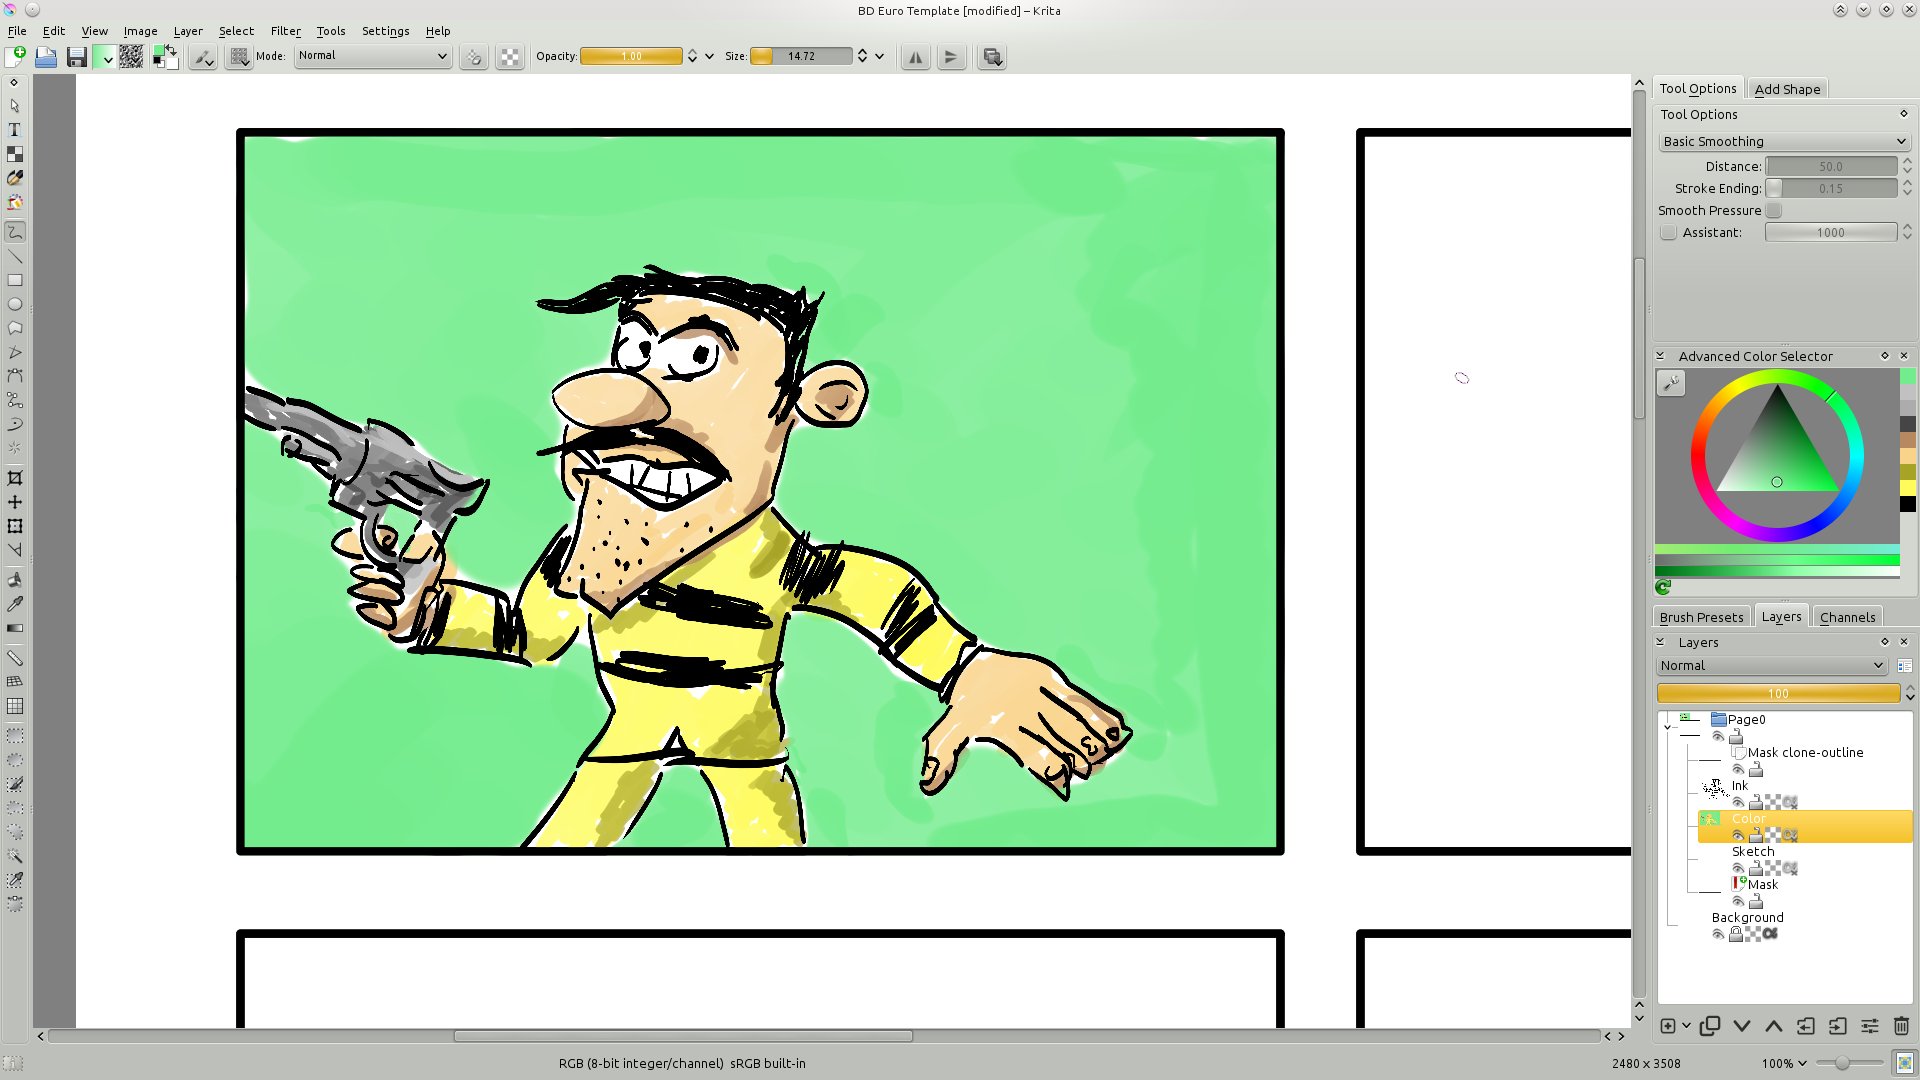 BD Euro Template [modified] – Krita
File Edit View Image Layer Select Filter Tools Settings Help
Mode: Normal Opacity: 1.00 Size: 14.72
Tool Options Add Shape
Tool Options
Basic Smoothing
Distance: 50.0
Stroke Ending: 0.15
Smooth Pressure
Assistant: 1000
Advanced Color Selector
Brush Presets Layers Channels
Layers
Normal
100
Page0
Mask clone-outline
Ink
Color
Sketch
Mask
Background
RGB (8-bit integer/channel) sRGB built-in 2480 x 3508 100%